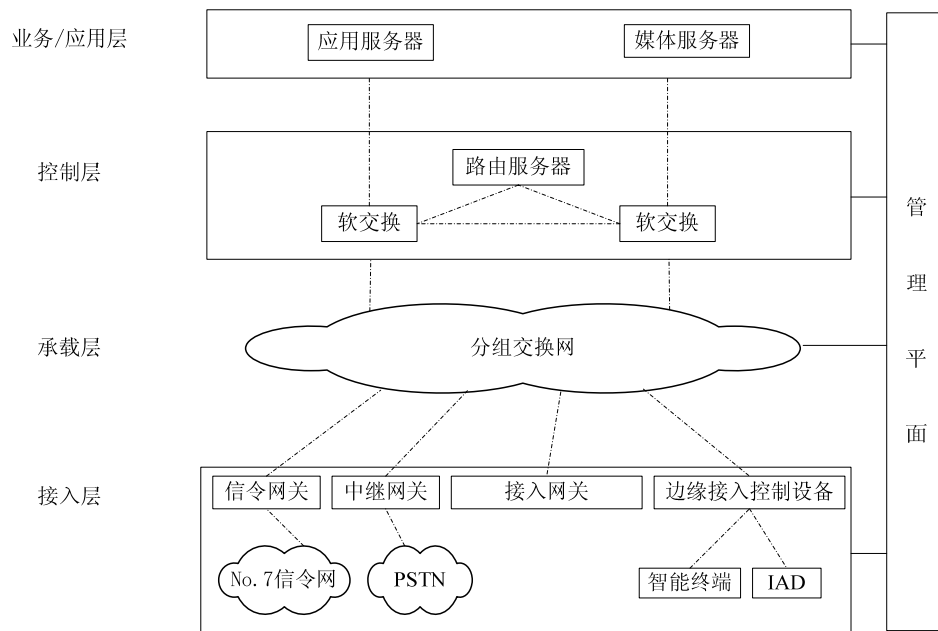 业务/应用层
应用服务器
媒体服务器
控制层
路由服务器
软交换
软交换
承载层
分组交换网
接入层
信令网关
中继网关
接入网关
边缘接入控制设备
No.7信令网
PSTN
智能终端
IAD
管理平面